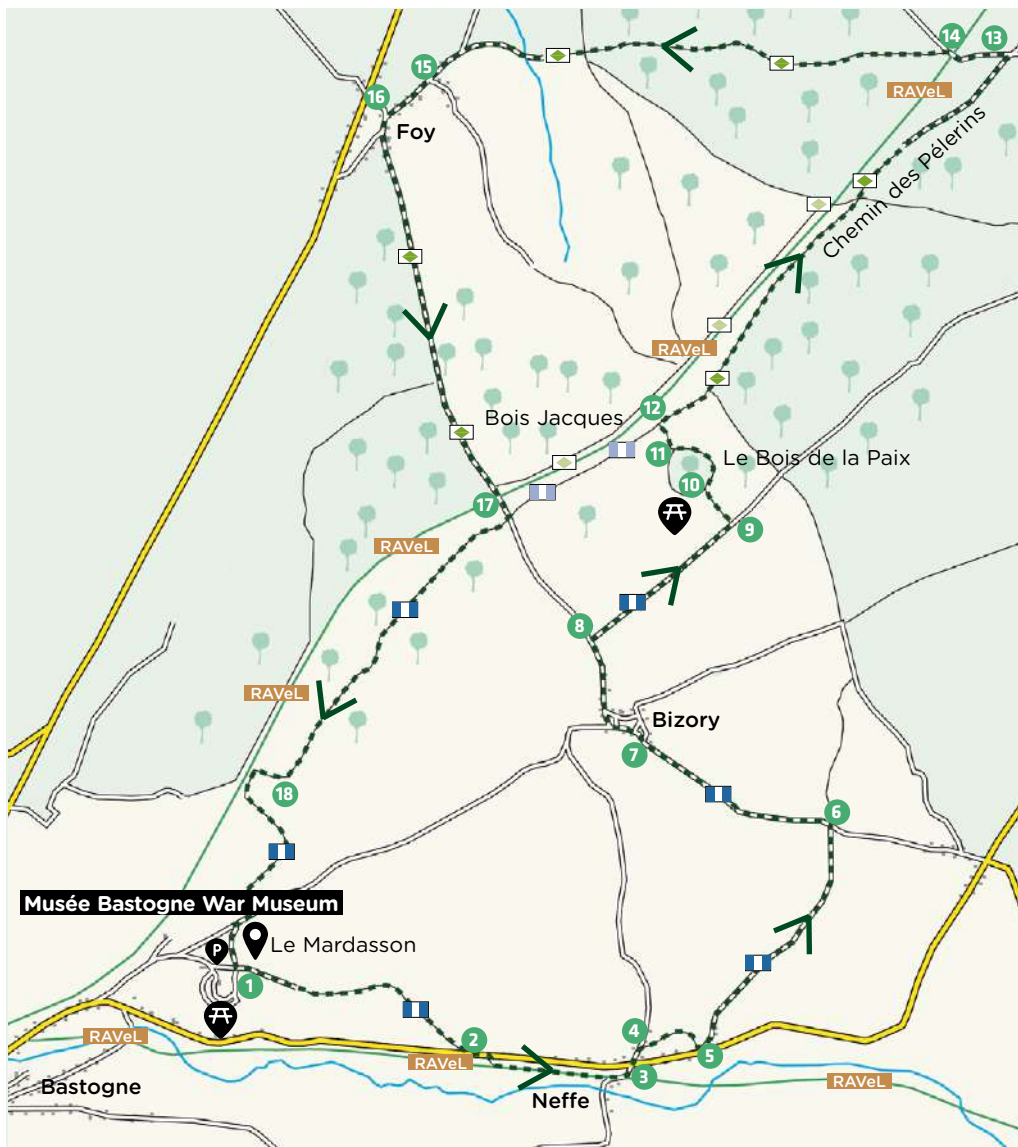 14
13
15
RAVeL
16
Foy
Chemin des Pélerins
RAVeL
12
Bois Jacques
11
Le Bois de la Paix
10
17
9
RAVeL
8
RAVeL
Bizory
7
18
6
Musée Bastogne War Museum
P
Le Mardasson
1
4
2
5
RAVeL
RAVeL
3
RAVeL
Bastogne
Neffe